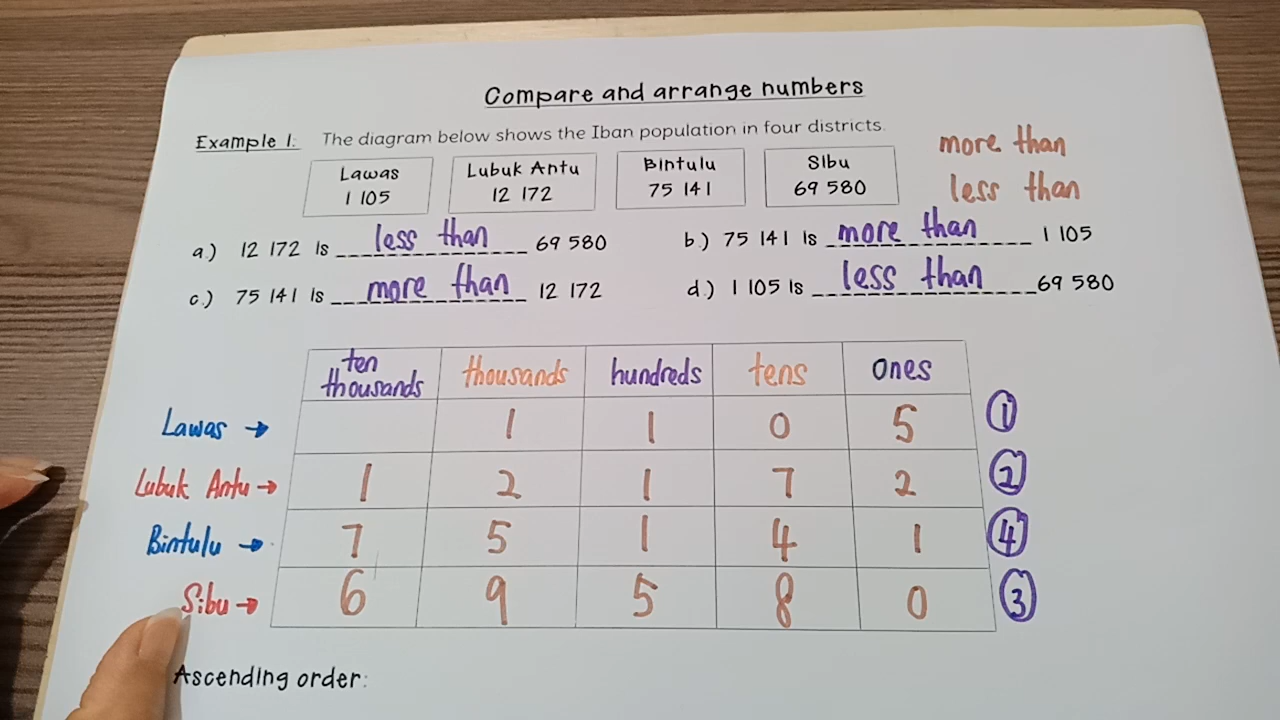 Compare and arrange numbers
Example 1: The diagram below shows the Iban population in four districts.
more than
less than
Lawas
1 105
Lubuk Antu
12 172
Bintulu
75 141
Sibu
69 580
a.) 12 172 is less than 69 580
b.) 75 141 is more than 1 105
c.) 75 141 is more than 12 172
d.) 1 105 is less than 69 580
ten thousands thousands hundreds tens ones
Lawas → 1 1 0 5 ①
Lubuk Antu → 1 2 1 7 2 ②
Bintulu → 7 5 1 4 1 ④
Sibu → 6 9 5 8 0 ③
Ascending order: